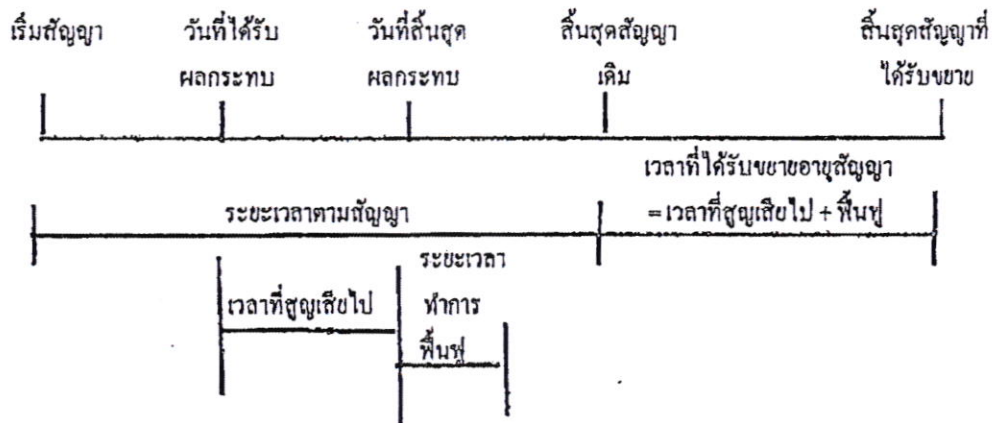 เริ่มสัญญา
วันที่ได้รับ
ผลกระทบ
วันที่สิ้นสุด
ผลกระทบ
สิ้นสุดสัญญา
เดิม
สิ้นสุดสัญญาที่
ได้รับขยาย
เวลาที่ได้รับขยายอายุสัญญา
= เวลาที่สูญเสียไป + ฟื้นฟู
ระยะเวลาตามสัญญา
เวลาที่สูญเสียไป
ระยะเวลา
ทำการ
ฟื้นฟู